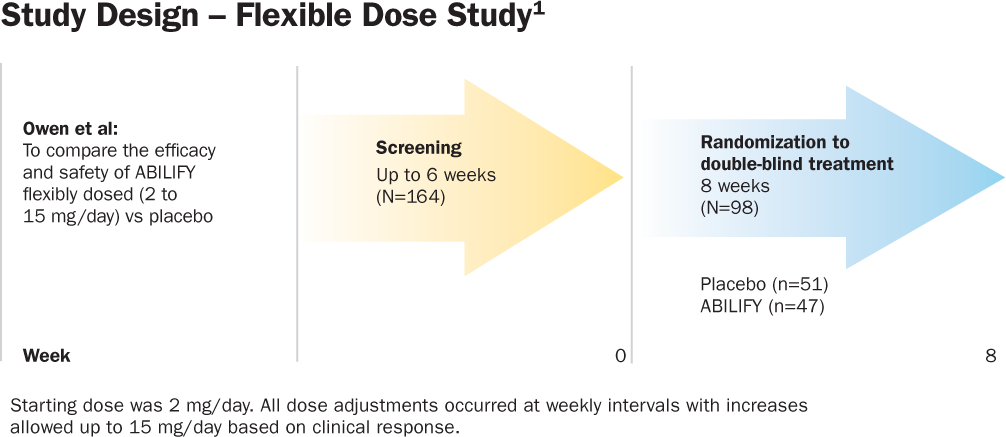 Study Design – Flexible Dose Study1
Owen et al:
To compare the efficacy
and safety of ABILIFY
flexibly dosed (2 to
15 mg/day) vs placebo
Screening
Up to 6 weeks
(N=164)
Randomization to
double-blind treatment
8 weeks
(N=98)
Placebo (n=51)
ABILIFY (n=47)
Week
0
8
Starting dose was 2 mg/day. All dose adjustments occurred at weekly intervals with increases
allowed up to 15 mg/day based on clinical response.